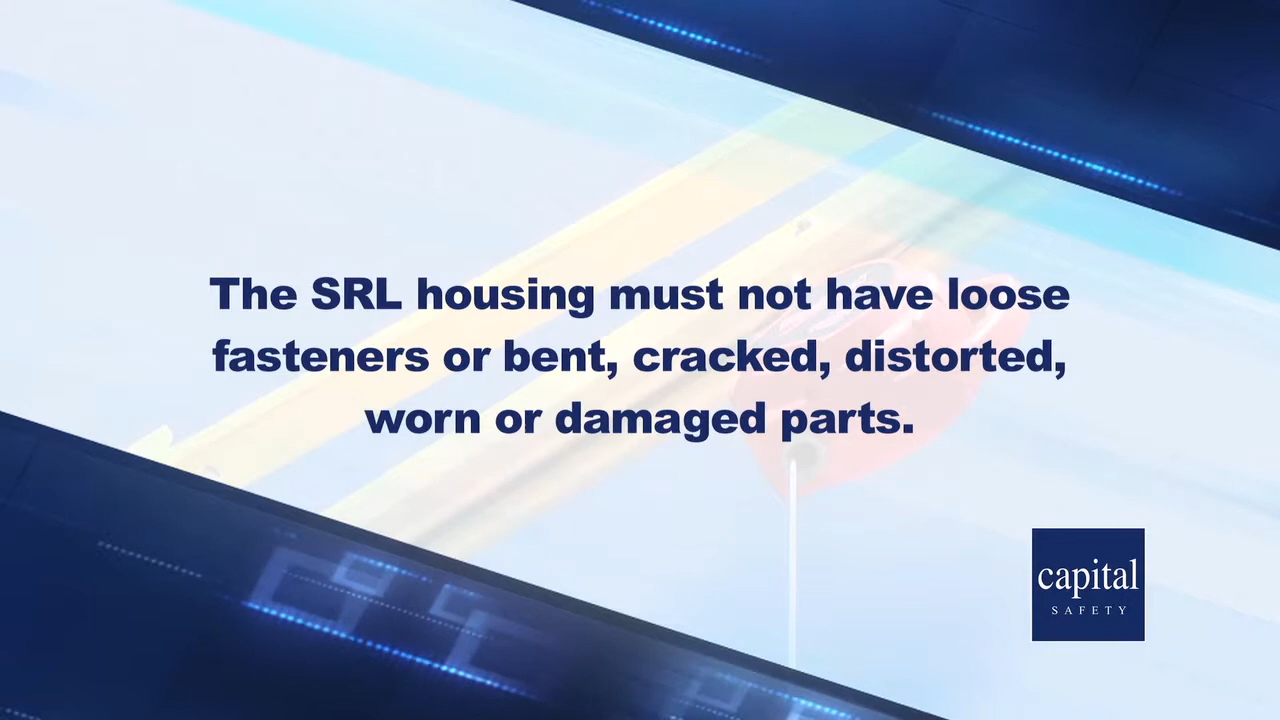 The SRL housing must not have loose
fasteners or bent, cracked, distorted,
worn or damaged parts.
capital
SAFETY